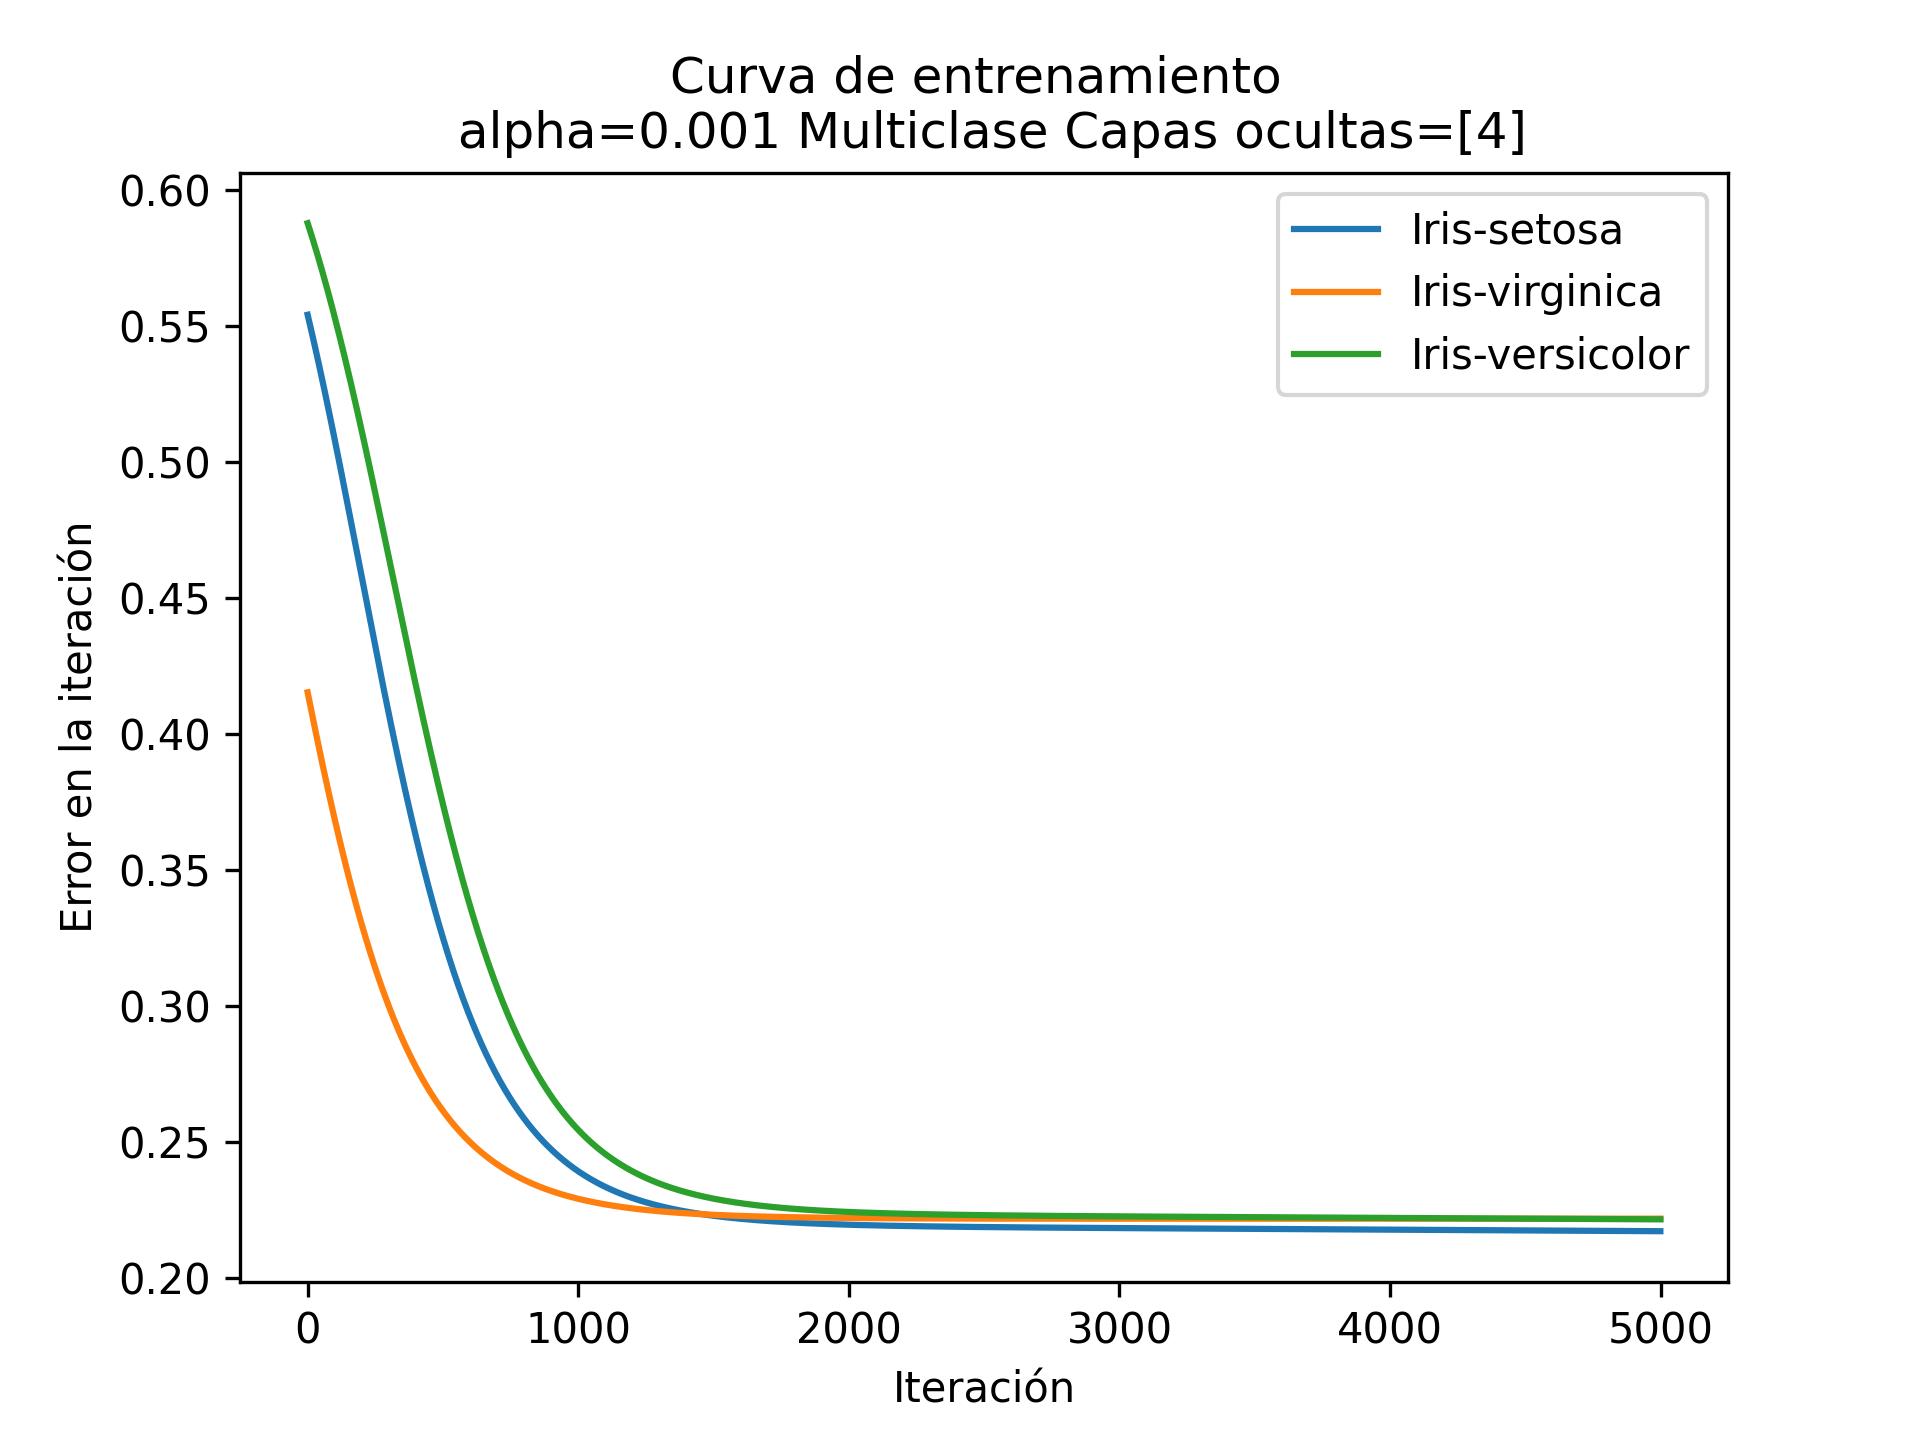 Curva de entrenamiento
alpha=0.001 Multiclase Capas ocultas=[4]
Iris-setosa
Iris-virginica
Iris-versicolor
Error en la iteración
0.60
0.55
0.50
0.45
0.40
0.35
0.30
0.25
0.20
0 1000 2000 3000 4000 5000
Iteración